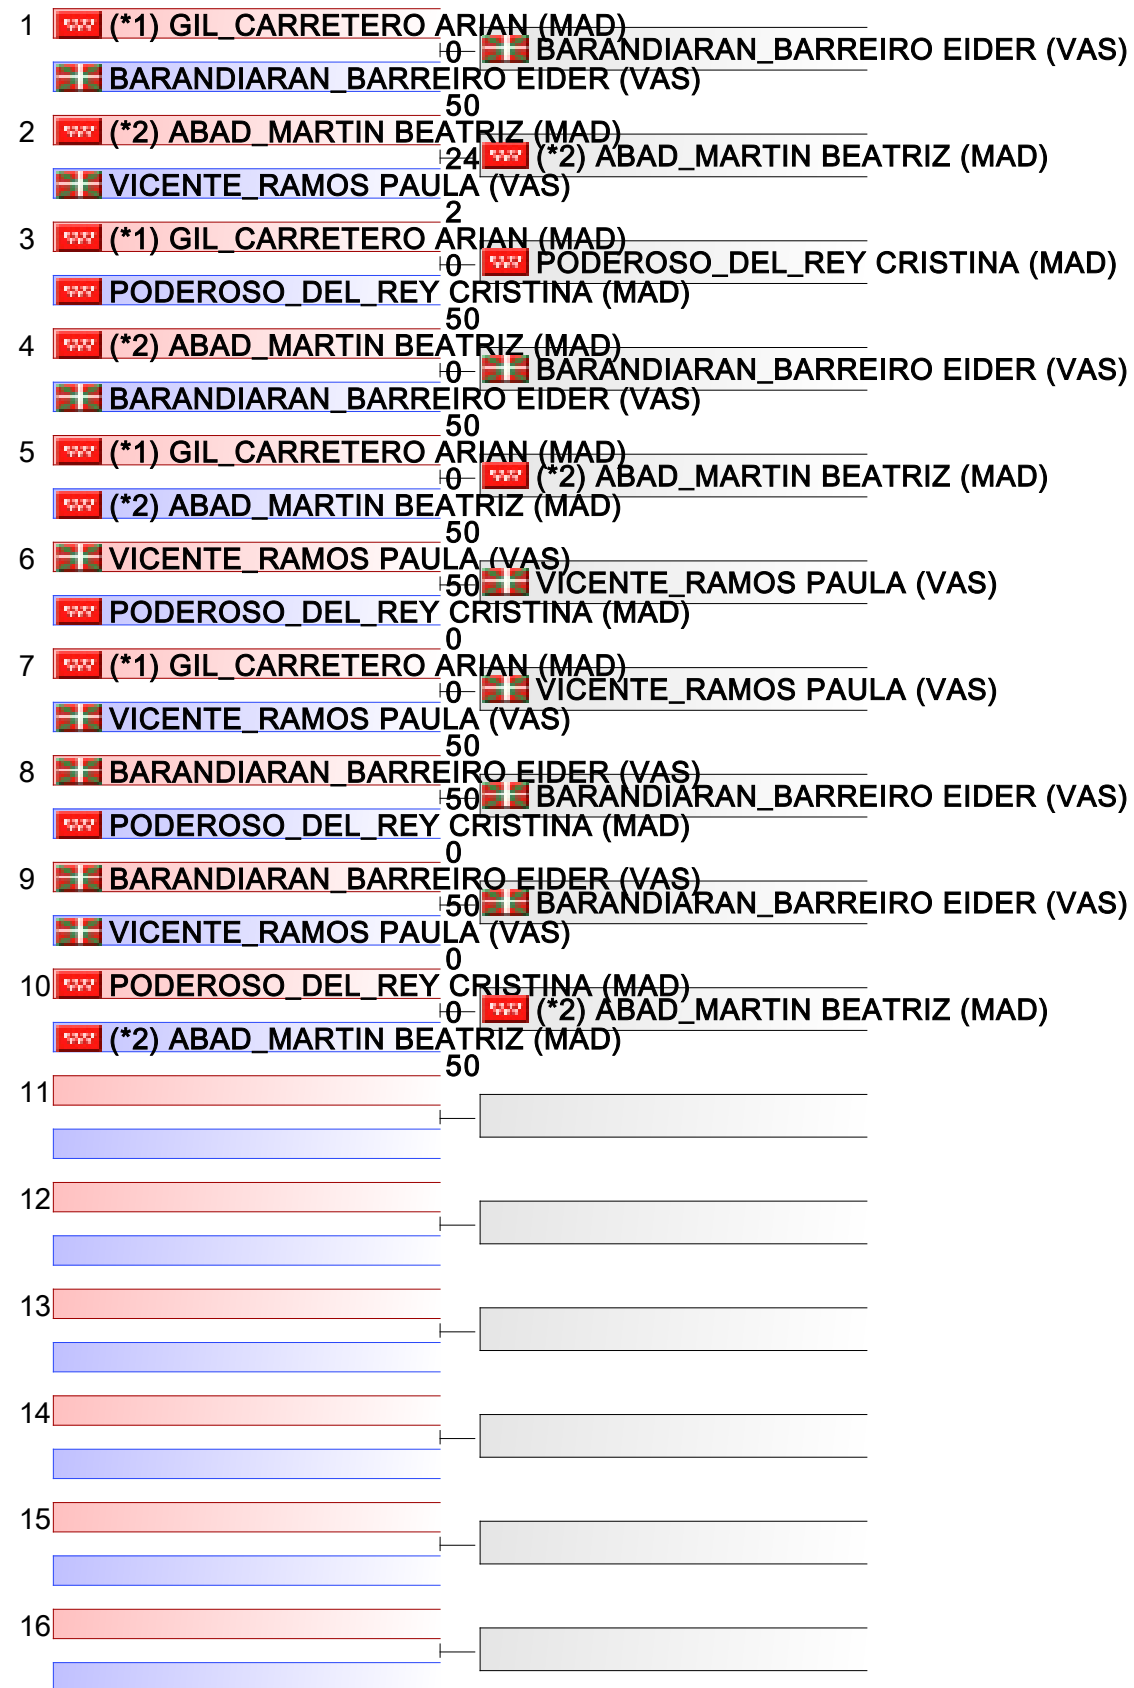 1 (*1) GIL_CARRETERO ARIAN (MAD)
0 BARANDIARAN_BARREIRO EIDER (VAS)
BARANDIARAN_BARREIRO EIDER (VAS)
50
2 (*2) ABAD_MARTIN BEATRIZ (MAD)
24 (*2) ABAD_MARTIN BEATRIZ (MAD)
VICENTE_RAMOS PAULA (VAS)
2
3 (*1) GIL_CARRETERO ARIAN (MAD)
0 PODEROSO_DEL_REY CRISTINA (MAD)
PODEROSO_DEL_REY CRISTINA (MAD)
50
4 (*2) ABAD_MARTIN BEATRIZ (MAD)
0 BARANDIARAN_BARREIRO EIDER (VAS)
BARANDIARAN_BARREIRO EIDER (VAS)
50
5 (*1) GIL_CARRETERO ARIAN (MAD)
0 (*2) ABAD_MARTIN BEATRIZ (MAD)
(*2) ABAD_MARTIN BEATRIZ (MAD)
50
6 VICENTE_RAMOS PAULA (VAS)
50 VICENTE_RAMOS PAULA (VAS)
PODEROSO_DEL_REY CRISTINA (MAD)
0
7 (*1) GIL_CARRETERO ARIAN (MAD)
0 VICENTE_RAMOS PAULA (VAS)
VICENTE_RAMOS PAULA (VAS)
50
8 BARANDIARAN_BARREIRO EIDER (VAS)
50 BARANDIARAN_BARREIRO EIDER (VAS)
PODEROSO_DEL_REY CRISTINA (MAD)
0
9 BARANDIARAN_BARREIRO EIDER (VAS)
50 BARANDIARAN_BARREIRO EIDER (VAS)
VICENTE_RAMOS PAULA (VAS)
0
10 PODEROSO_DEL_REY CRISTINA (MAD)
0 (*2) ABAD_MARTIN BEATRIZ (MAD)
(*2) ABAD_MARTIN BEATRIZ (MAD)
50
11
12
13
14
15
16